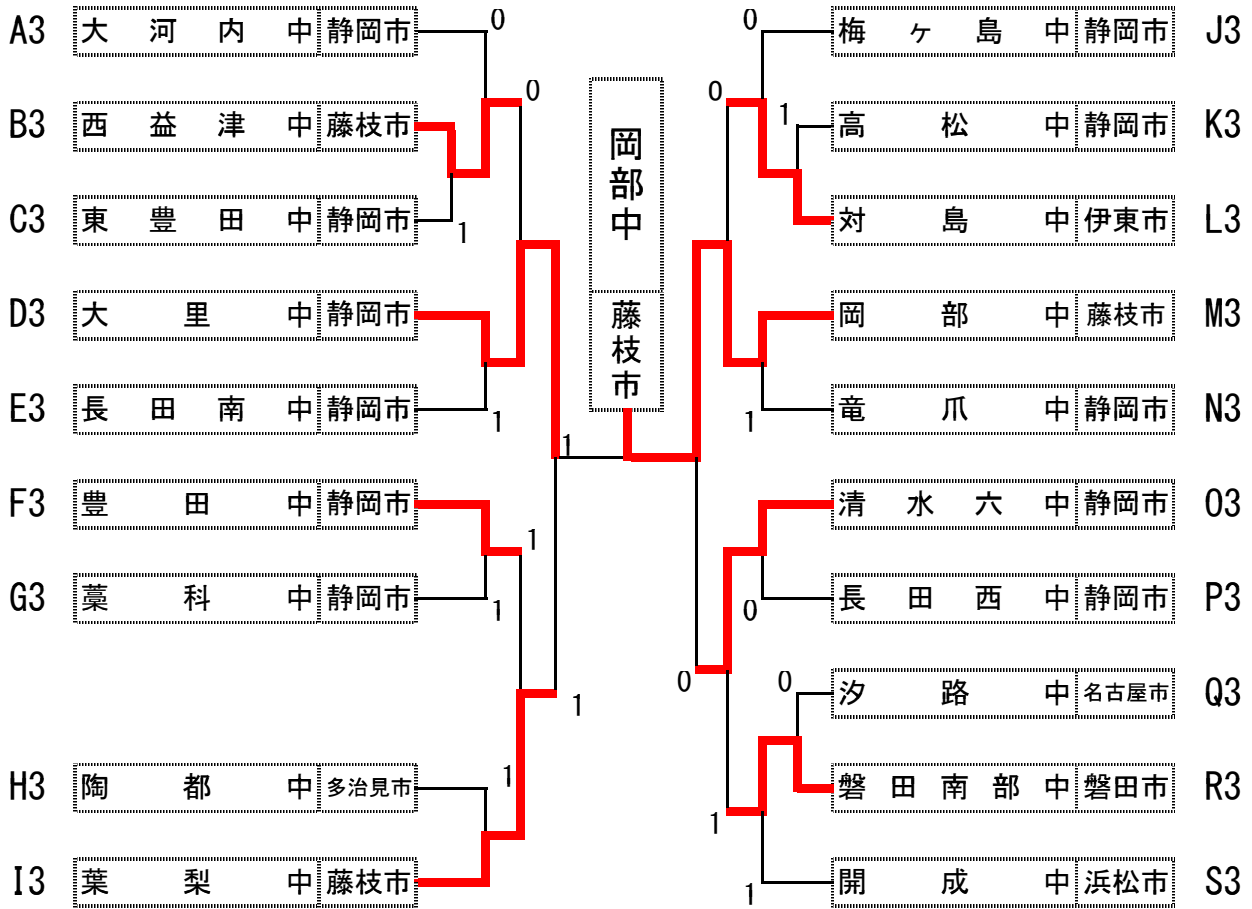 A3 大河内中 静岡市
0
B3 西益津中 藤枝市
0
C3 東豊田中 静岡市
1
D3 大里中 静岡市
E3 長田南中 静岡市
1
1
F3 豊田中 静岡市
1
G3 藁科中 静岡市
1
1
H3 陶都中 多治見市
1
I3 葉梨中 藤枝市
岡部中
藤枝市
0
梅ヶ島中 静岡市 J3
0
1
高松中 静岡市 K3
対島中 伊東市 L3
岡部中 藤枝市 M3
1
竜爪中 静岡市 N3
清水六中 静岡市 O3
0
長田西中 静岡市 P3
0
0
汐路中 名古屋市 Q3
磐田南部中 磐田市 R3
1
1
開成中 浜松市 S3